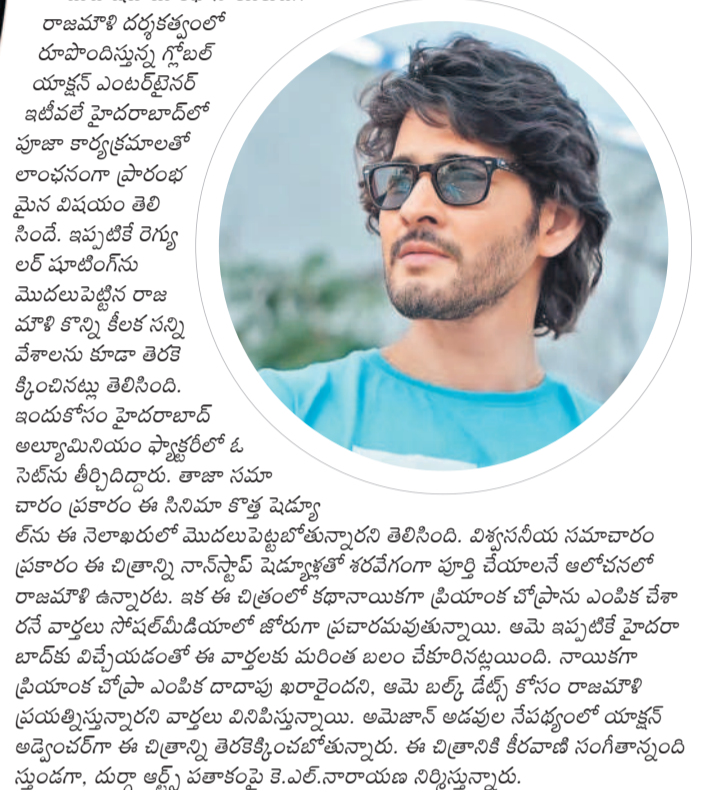 రాజమౌళి దర్శకత్వంలో
రూపొందిస్తున్న గ్లోబల్
యాక్షన్ ఎంటర్‌టైనర్
ఇటీవలే హైదరాబాద్‌లో
పూజా కార్యక్రమాలతో
లాంఛనంగా ప్రారంభ
మైన విషయం తెలి
సిందే. ఇప్పటికే రెగ్యు
లర్ షూటింగ్‌ను
మొదలుపెట్టిన రాజ
మౌళి కొన్ని కీలక సన్ని
వేశాలను కూడా తెరకె
క్కించినట్లు తెలిసింది.
ఇందుకోసం హైదరాబాద్
అల్యూమినియం ఫ్యాక్టరీలో ఓ
సెట్‌ను తీర్చిదిద్దారు. తాజా సమా
చారం ప్రకారం ఈ సినిమా కొత్త షెడ్యూ
ల్‌ను ఈ నెలాఖరులో మొదలుపెట్టబోతున్నారని తెలిసింది. విశ్వసనీయ సమాచారం
ప్రకారం ఈ చిత్రాన్ని నాన్‌స్టాప్ షెడ్యూళ్లతో శరవేగంగా పూర్తి చేయాలనే ఆలోచనలో
రాజమౌళి ఉన్నారట. ఇక ఈ చిత్రంలో కథానాయికగా ప్రియాంక చోప్రాను ఎంపిక చేశా
రనే వార్తలు సోషల్‌మీడియాలో జోరుగా ప్రచారమవుతున్నాయి. ఆమె ఇప్పటికే హైదరా
బాద్‌కు విచ్చేయడంతో ఈ వార్తలకు మరింత బలం చేకూరినట్లయింది. నాయికగా
ప్రియాంక చోప్రా ఎంపిక దాదాపు ఖరారైందని, ఆమె బల్క్ డేట్స్ కోసం రాజమౌళి
ప్రయత్నిస్తున్నారని వార్తలు వినిపిస్తున్నాయి. అమెజాన్ అడవుల నేపథ్యంలో యాక్షన్
అడ్వెంచర్‌గా ఈ చిత్రాన్ని తెరకెక్కించబోతున్నారు. ఈ చిత్రానికి కీరవాణి సంగీతాన్నంది
స్తుండగా, దుర్గా ఆర్ట్స్ పతాకంపై కె.ఎల్.నారాయణ నిర్మిస్తున్నారు.